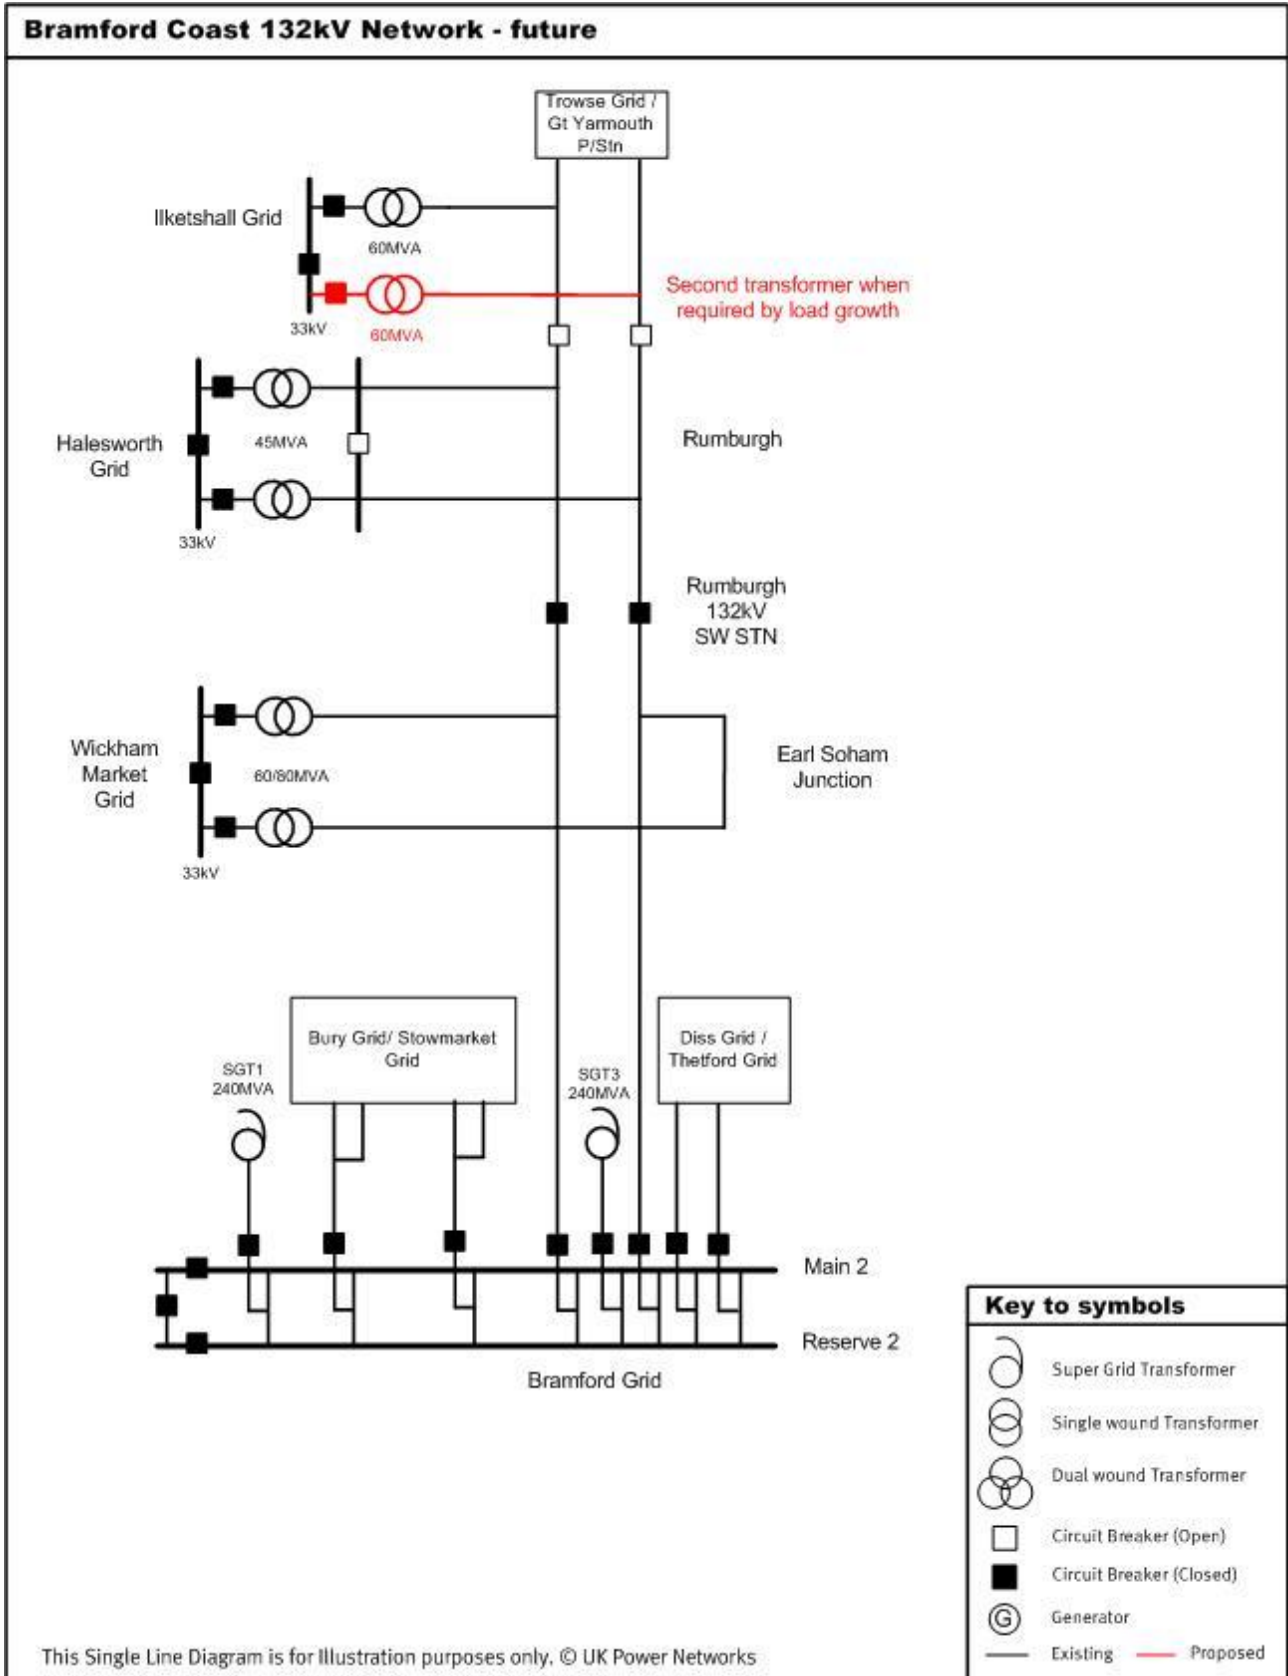 Bramford Coast 132kV Network - future
Trowse Grid /
Gt Yarmouth
P/Stn
Ilketshall Grid
60MVA
60MVA
33kV
Second transformer when
required by load growth
Halesworth
Grid
45MVA
33kV
Rumburgh
Rumburgh
132kV
SW STN
Wickham
Market
Grid
60/80MVA
33kV
Earl Soham
Junction
SGT1
240MVA
Bury Grid/ Stowmarket
Grid
SGT3
240MVA
Diss Grid /
Thetford Grid
Main 2
Reserve 2
Bramford Grid
Key to symbols
Super Grid Transformer
Single wound Transformer
Dual wound Transformer
Circuit Breaker (Open)
Circuit Breaker (Closed)
G
Generator
Existing
Proposed
This Single Line Diagram is for Illustration purposes only. © UK Power Networks